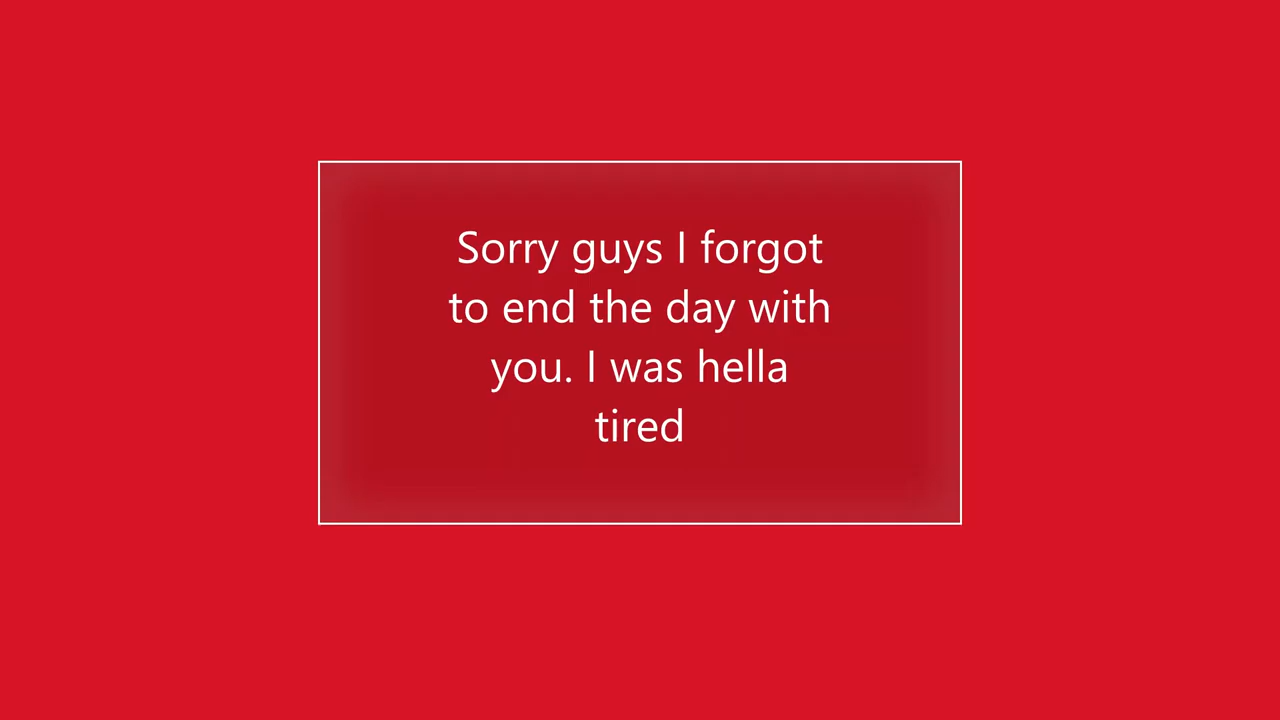 Sorry guys I forgot
to end the day with
you. I was hella
tired